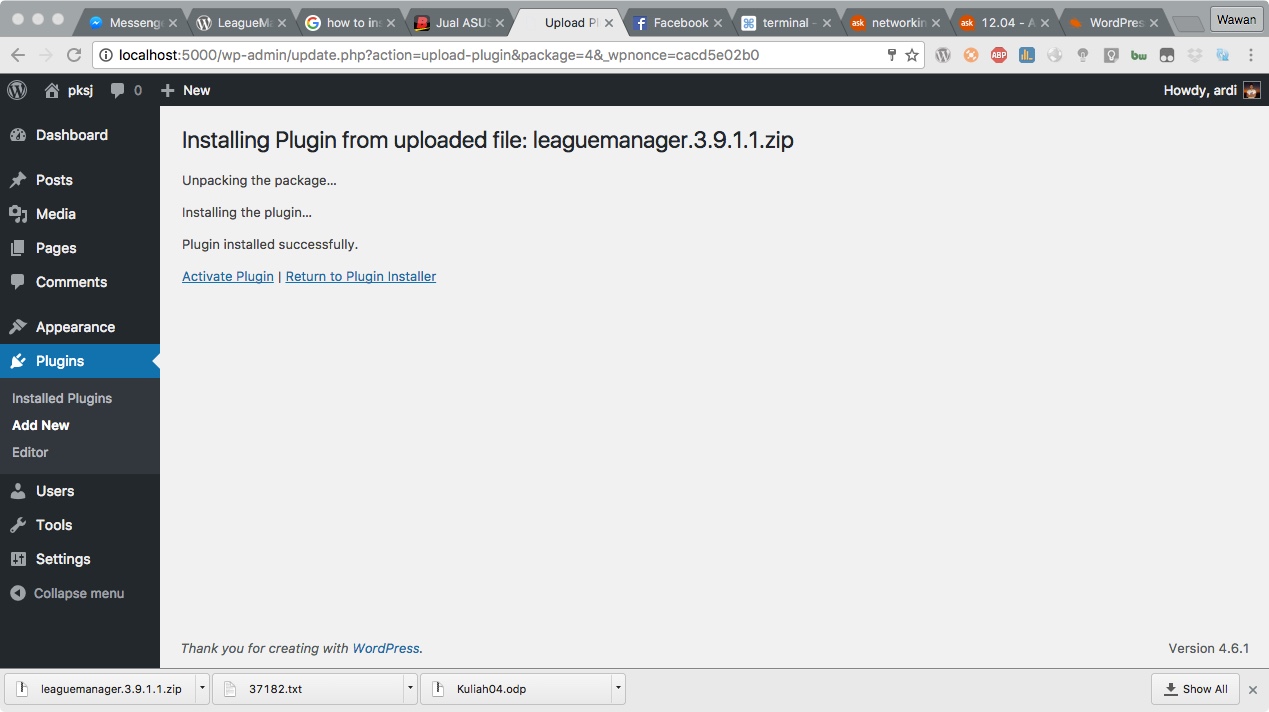 Messeng
LeagueMa
how to ins
Jual ASUS
Upload Pl
Facebook
terminal -
ask networkin
ask 12.04 - A
WordPres
Wawan
localhost:5000/wp-admin/update.php?action=upload-plugin&package=4&_wpnonce=cacd5e02b0
ABP
bw
pksj
0
New
Howdy, ardi
Dashboard
Posts
Media
Pages
Comments
Appearance
Plugins
Installed Plugins
Add New
Editor
Users
Tools
Settings
Collapse menu
Installing Plugin from uploaded file: leaguemanager.3.9.1.1.zip
Unpacking the package...
Installing the plugin...
Plugin installed successfully.
Activate Plugin | Return to Plugin Installer
Thank you for creating with WordPress.
Version 4.6.1
leaguemanager.3.9.1.1.zip
37182.txt
Kuliah04.odp
Show All